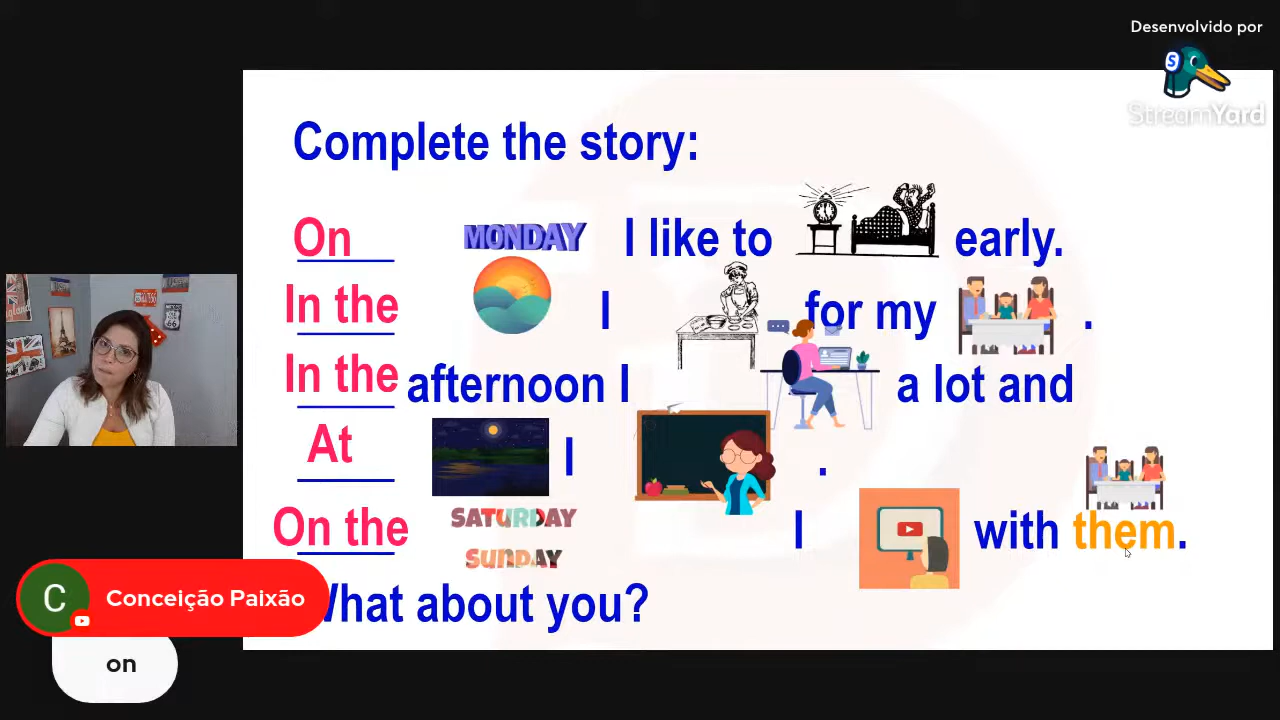 Desenvolvido por
StreamYard
Complete the story:
On MONDAY I like to early.
In the I for my .
In the afternoon I a lot and
At I .
On the SATURDAY
SUNDAY I with them.
What about you?
Conceição Paixão
C
on
66